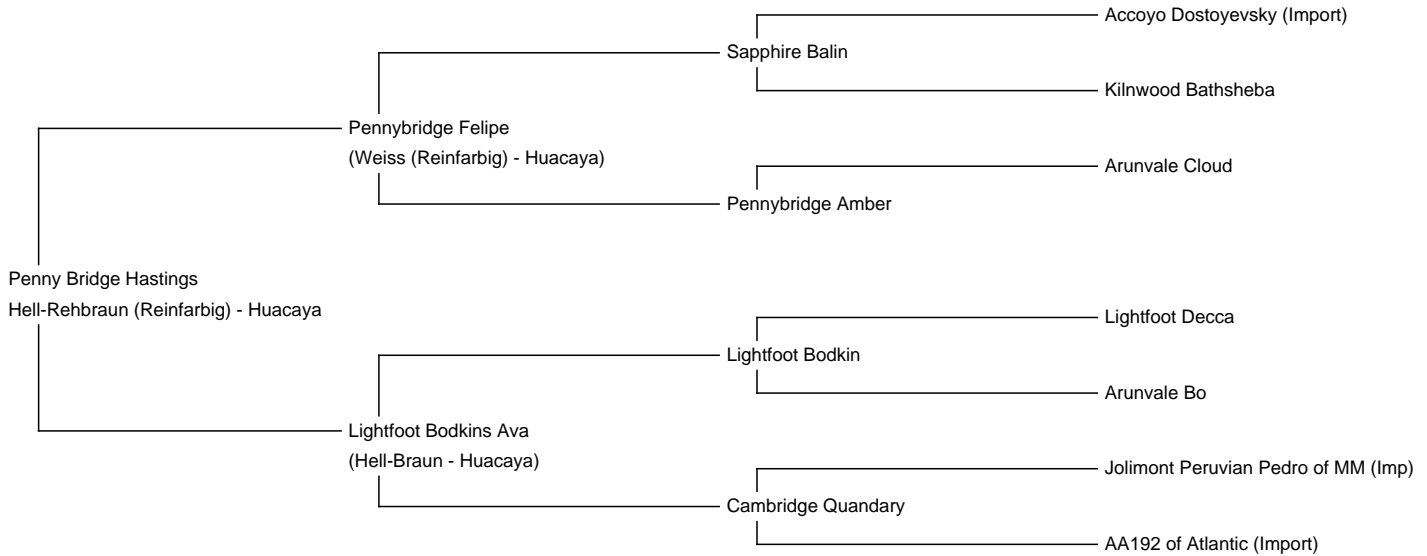 Accoyo Dostoyevsky (Import)
Sapphire Balin
Kilnwood Bathsheba
Pennybridge Felipe
(Weiss (Reinfarbig) - Huacaya)
Arunvale Cloud
Pennybridge Amber
Penny Bridge Hastings
Hell-Rehbraun (Reinfarbig) - Huacaya
Lightfoot Decca
Lightfoot Bodkin
Arunvale Bo
Lightfoot Bodkins Ava
(Hell-Braun - Huacaya)
Jolimont Peruvian Pedro of MM (Imp)
Cambridge Quandary
AA192 of Atlantic (Import)